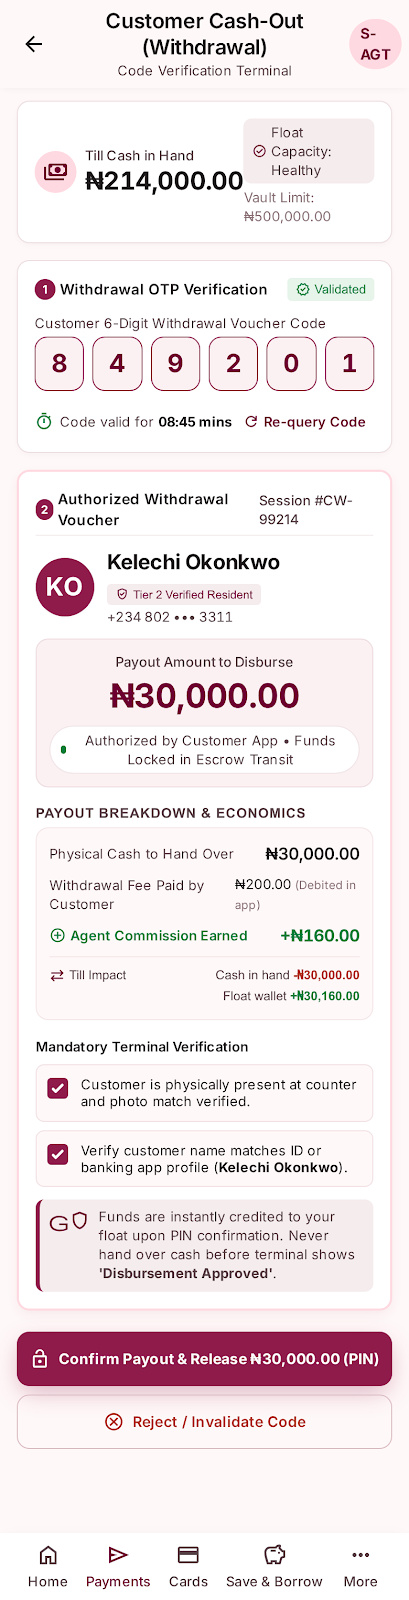 Customer Cash-Out
(Withdrawal)
Code Verification Terminal
S-
AGT
Till Cash in Hand
₦214,000.00
Float
Capacity:
Healthy
Vault Limit:
₦500,000.00
1 Withdrawal OTP Verification
Validated
Customer 6-Digit Withdrawal Voucher Code
8 4 9 2 0 1
Code valid for 08:45 mins
Re-query Code
2 Authorized Withdrawal
Voucher
Session #CW-
99214
KO
Kelechi Okonkwo
Tier 2 Verified Resident
+234 802 ••• 3311
Payout Amount to Disburse
₦30,000.00
Authorized by Customer App • Funds
Locked in Escrow Transit
PAYOUT BREAKDOWN & ECONOMICS
Physical Cash to Hand Over ₦30,000.00
Withdrawal Fee Paid by
Customer
₦200.00 (Debited in
app)
Agent Commission Earned +₦160.00
Till Impact
Cash in hand -₦30,000.00
Float wallet +₦30,160.00
Mandatory Terminal Verification
Customer is physically present at counter
and photo match verified.
Verify customer name matches ID or
banking app profile (Kelechi Okonkwo).
G
Funds are instantly credited to your
float upon PIN confirmation. Never
hand over cash before terminal shows
'Disbursement Approved'.
Confirm Payout & Release ₦30,000.00 (PIN)
Reject / Invalidate Code
Home Payments Cards Save & Borrow More